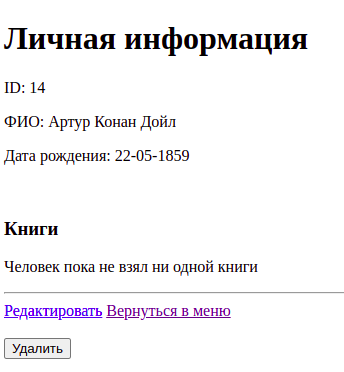 Личная информация
ID: 14
ФИО: Артур Конан Дойл
Дата рождения: 22-05-1859
Книги
Человек пока не взял ни одной книги
Редактировать Вернуться в меню
Удалить